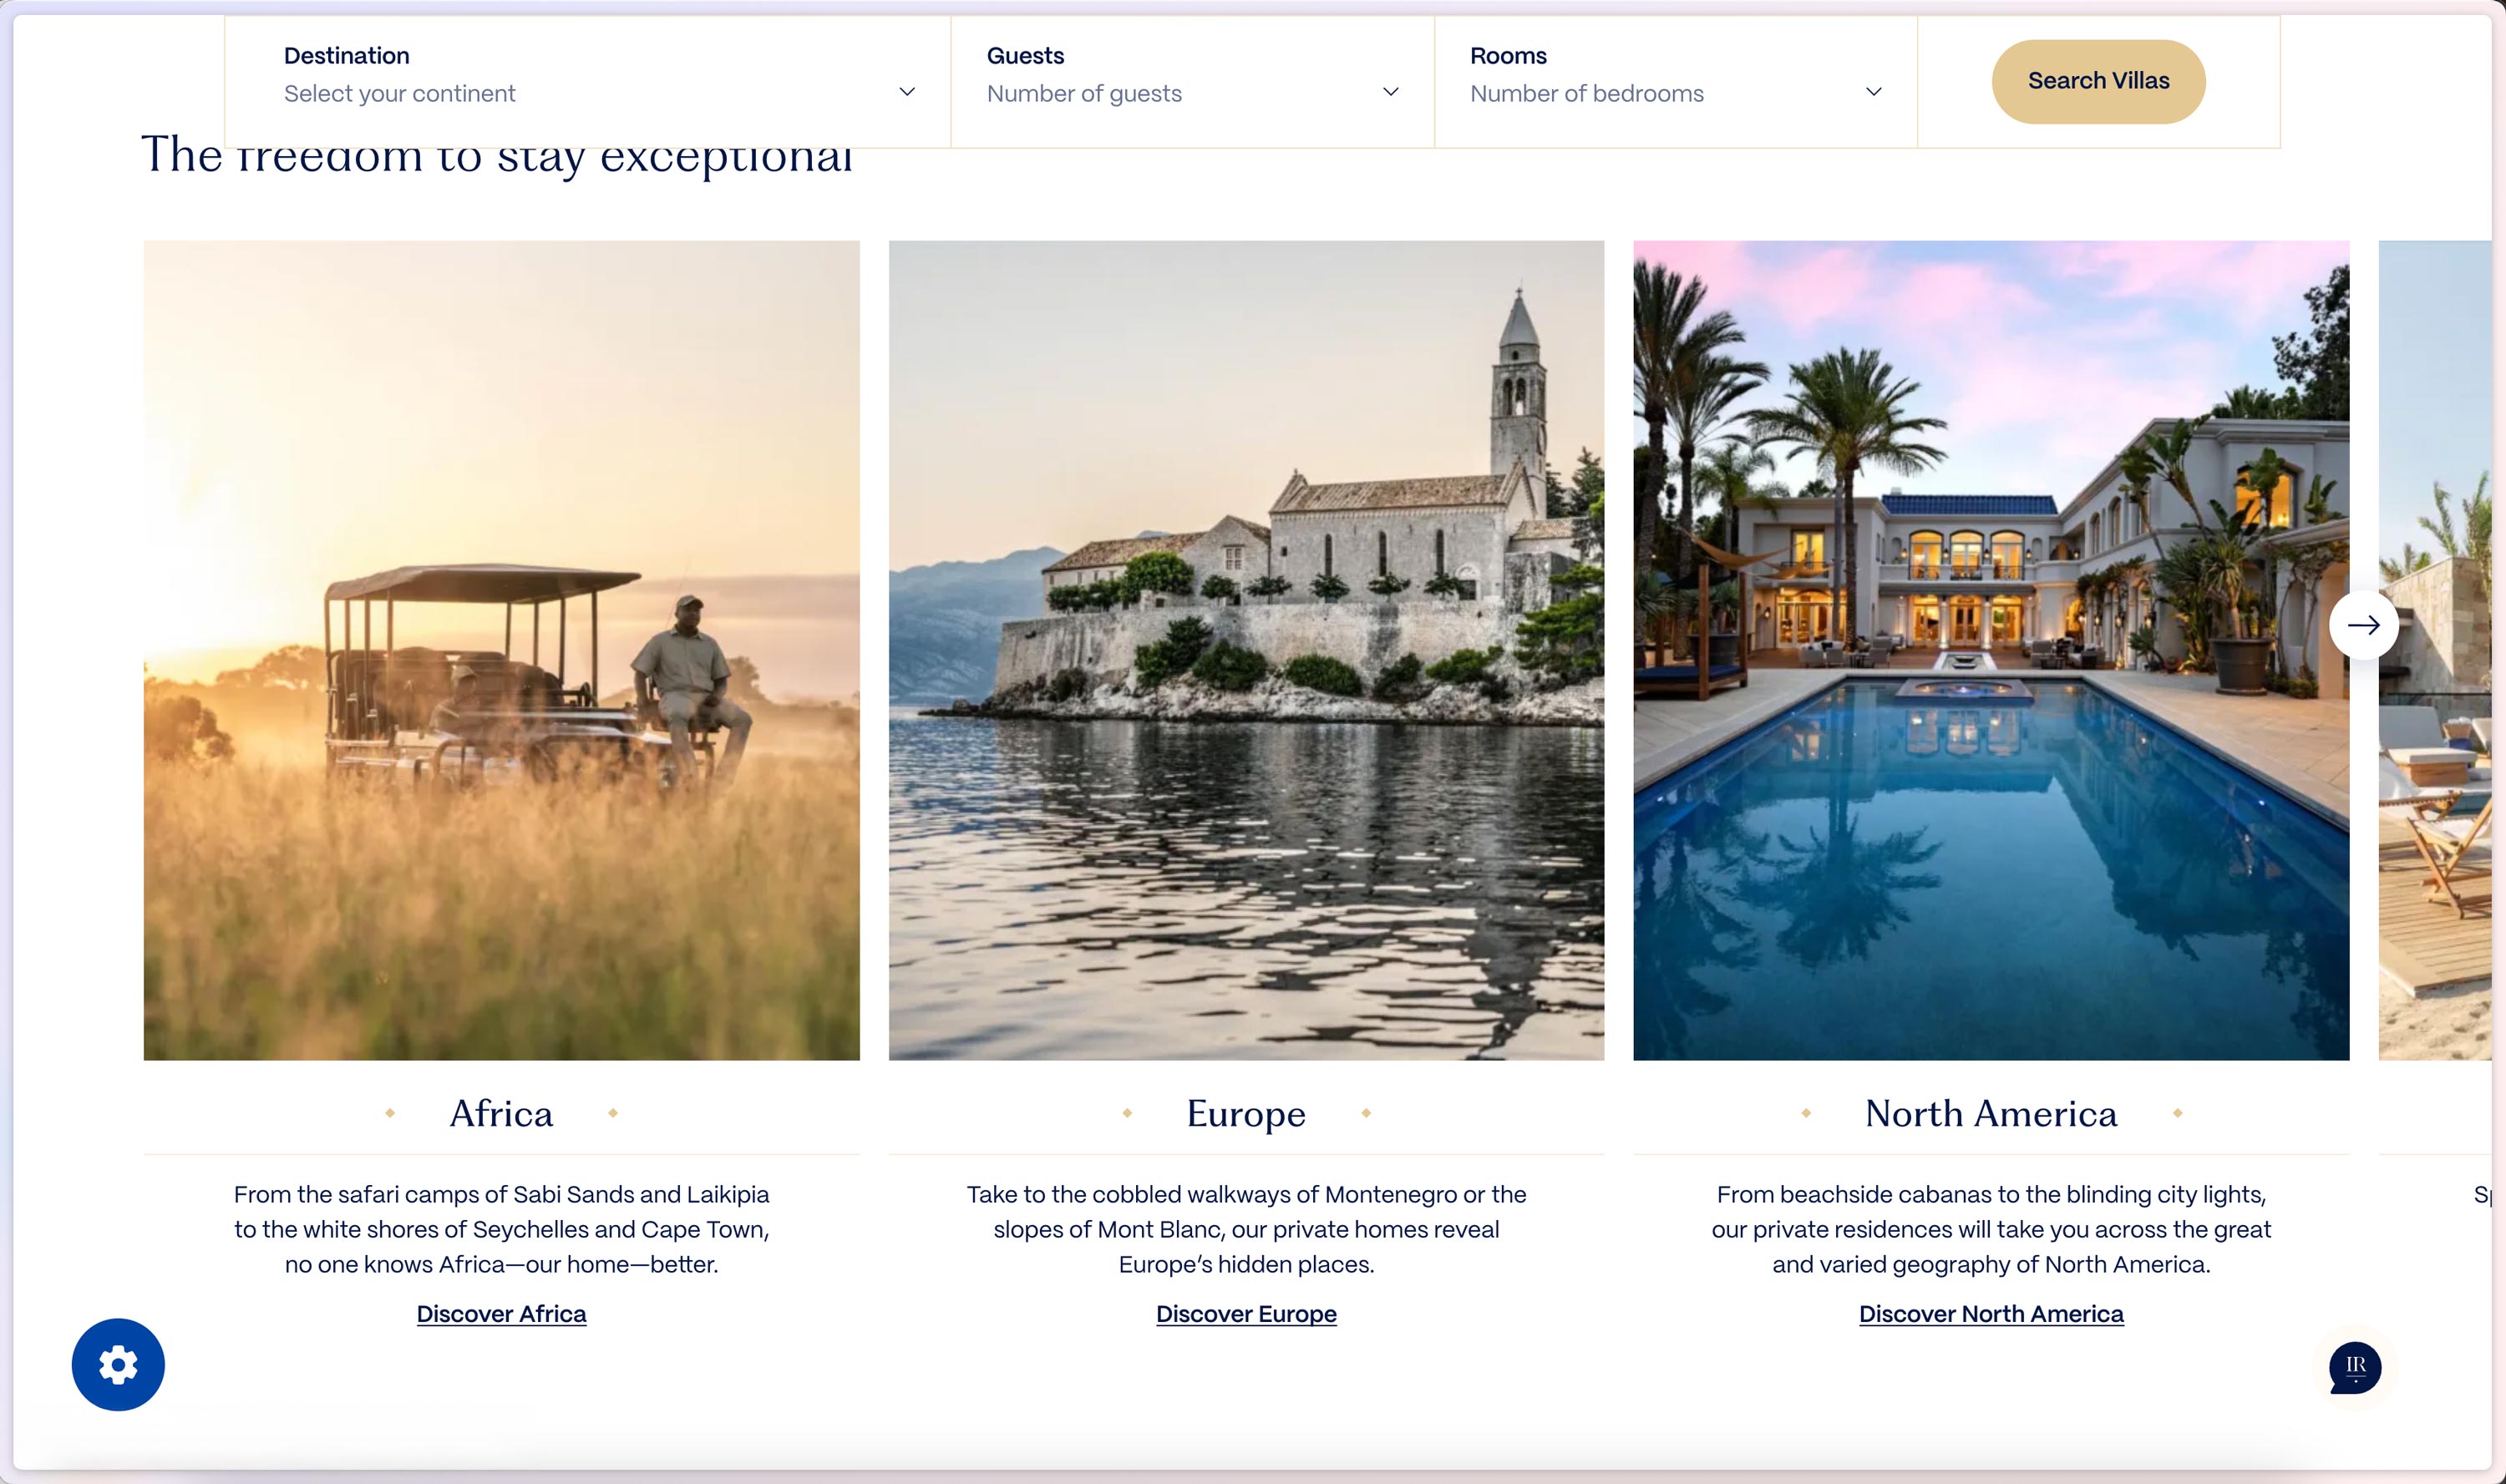 Destination
Select your continent
Guests
Number of guests
Rooms
Number of bedrooms
Search Villas
The freedom to stay exceptional
Africa
From the safari camps of Sabi Sands and Laikipia
to the white shores of Seychelles and Cape Town,
no one knows Africa—our home—better.
Discover Africa
Europe
Take to the cobbled walkways of Montenegro or the
slopes of Mont Blanc, our private homes reveal
Europe’s hidden places.
Discover Europe
North America
From beachside cabanas to the blinding city lights,
our private residences will take you across the great
and varied geography of North America.
Discover North America
IR